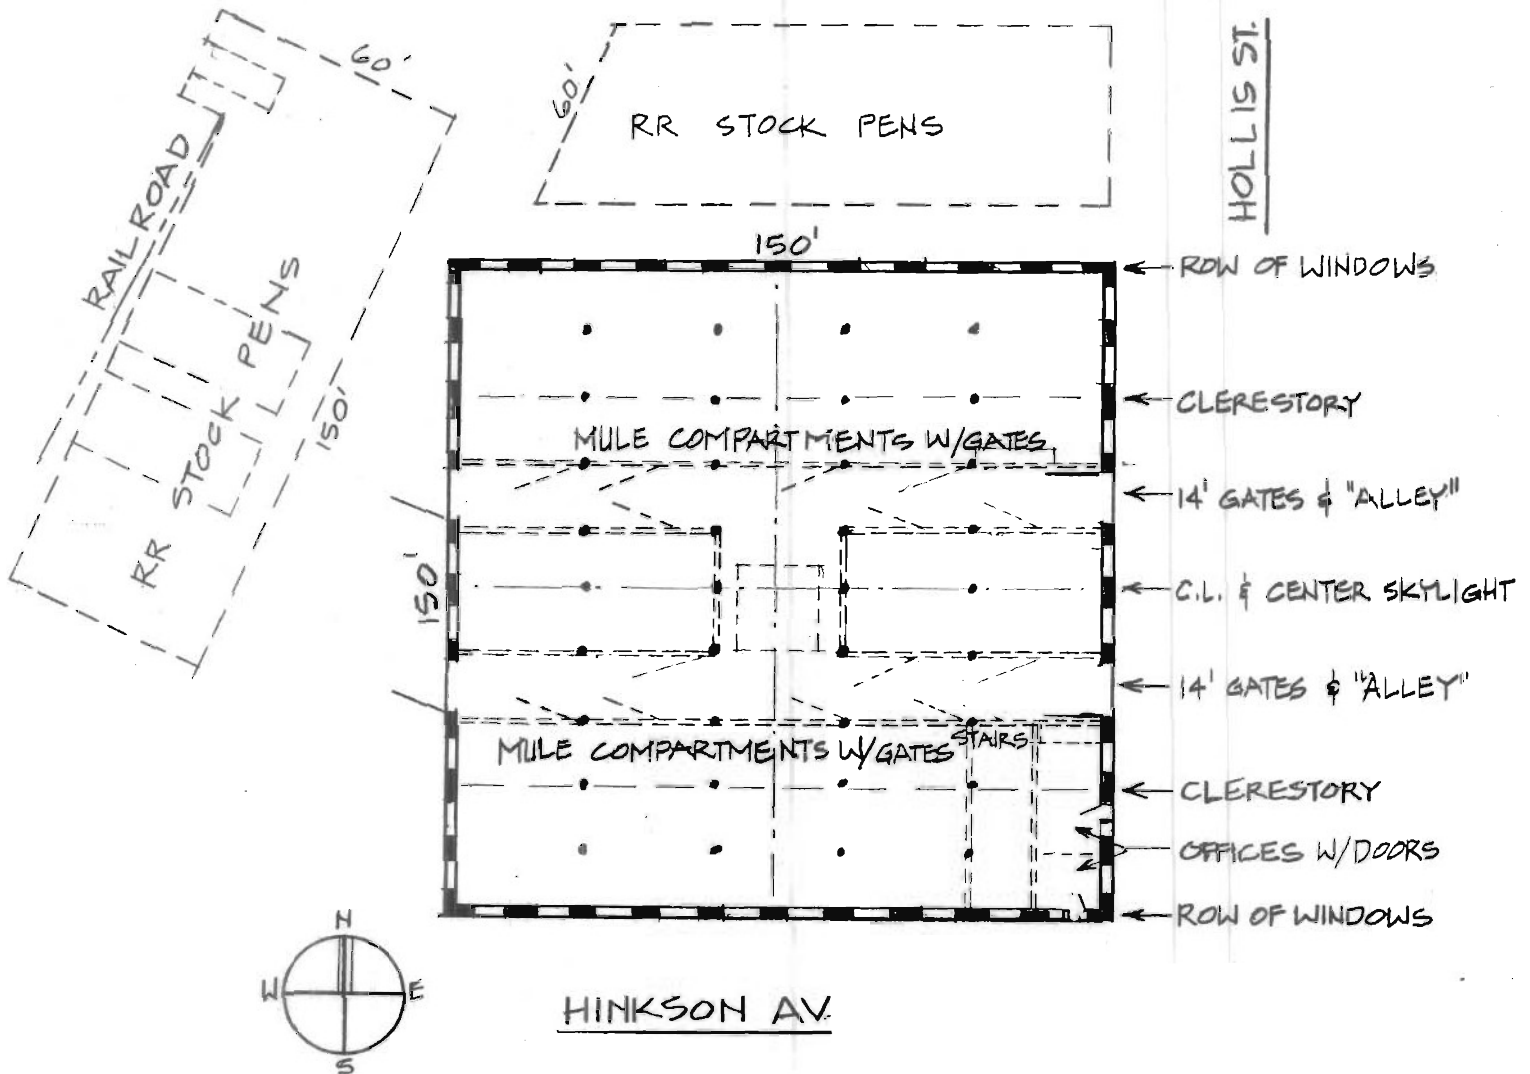 60'
RAILROAD
RR STOCK PENS
150'
60'
RR STOCK PENS
HOLLIS ST.
150'
ROW OF WINDOWS
CLERESTORY
MULE COMPARTMENTS W/GATES
14' GATES & "ALLEY"
150'
C.L. & CENTER SKYLIGHT
14' GATES & "ALLEY"
MULE COMPARTMENTS W/GATES
STAIRS
CLERESTORY
OFFICES W/DOORS
ROW OF WINDOWS
N
W
E
S
HINKSON AV.